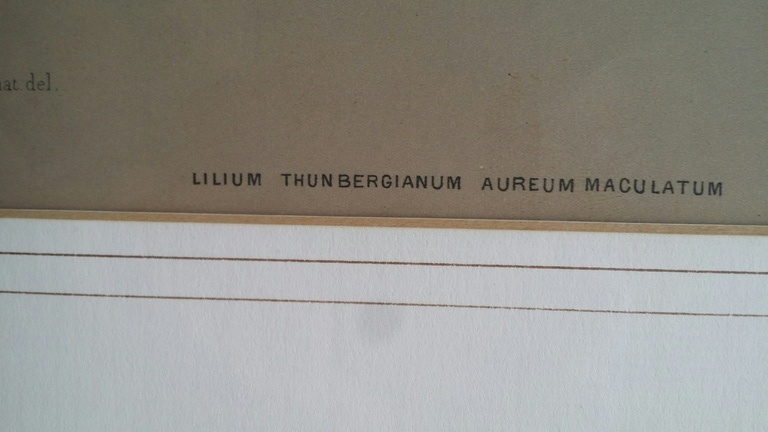 nat. del.
LILIUM THUNBERGIANUM AUREUM MACULATUM